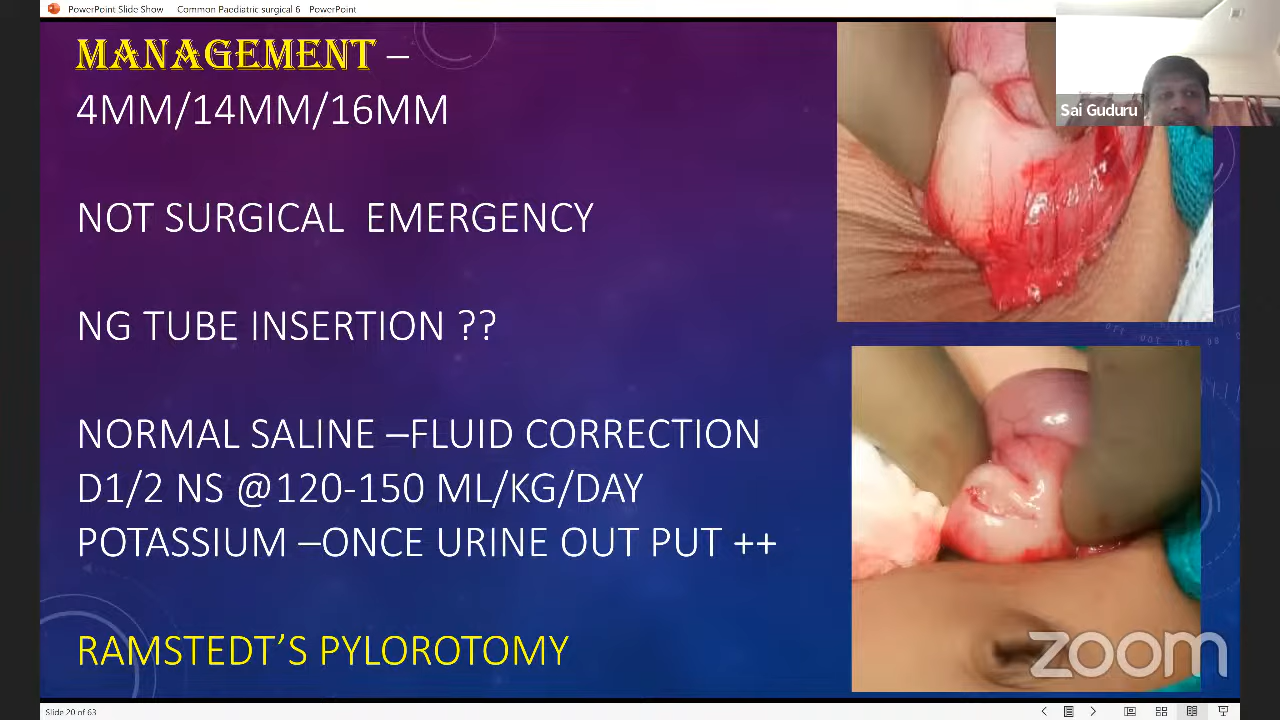 PowerPoint Slide Show   Common Paediatric surgical 6 - PowerPoint
MANAGEMENT –
4MM/14MM/16MM
NOT SURGICAL EMERGENCY
NG TUBE INSERTION ??
NORMAL SALINE –FLUID CORRECTION
D1/2 NS @120-150 ML/KG/DAY
POTASSIUM –ONCE URINE OUT PUT ++
RAMSTEDT’S PYLOROTOMY
Sai Guduru
zoom
Slide 20 of 63